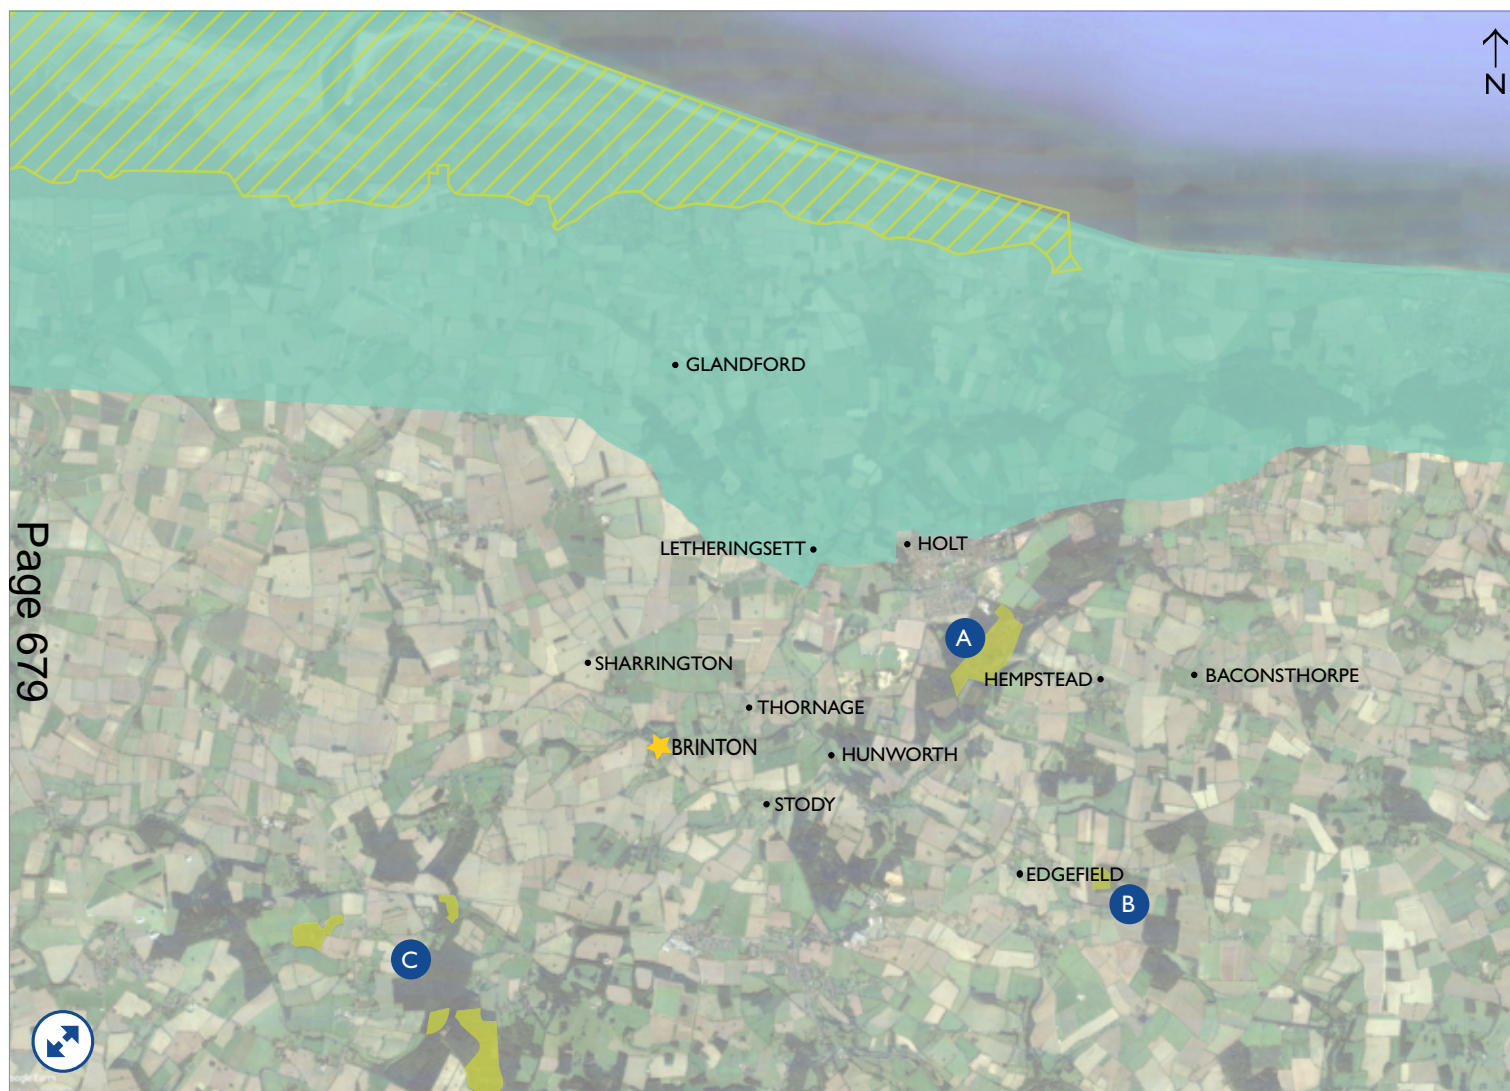 N
GLANDFORD
LETHERINGSETT
HOLT
A
SHARRINGTON
HEMPSTEAD
BACONSTHORPE
THORNAGE
BRINTON
HUNWORTH
STODY
EDGEFIELD
B
C
Page 679